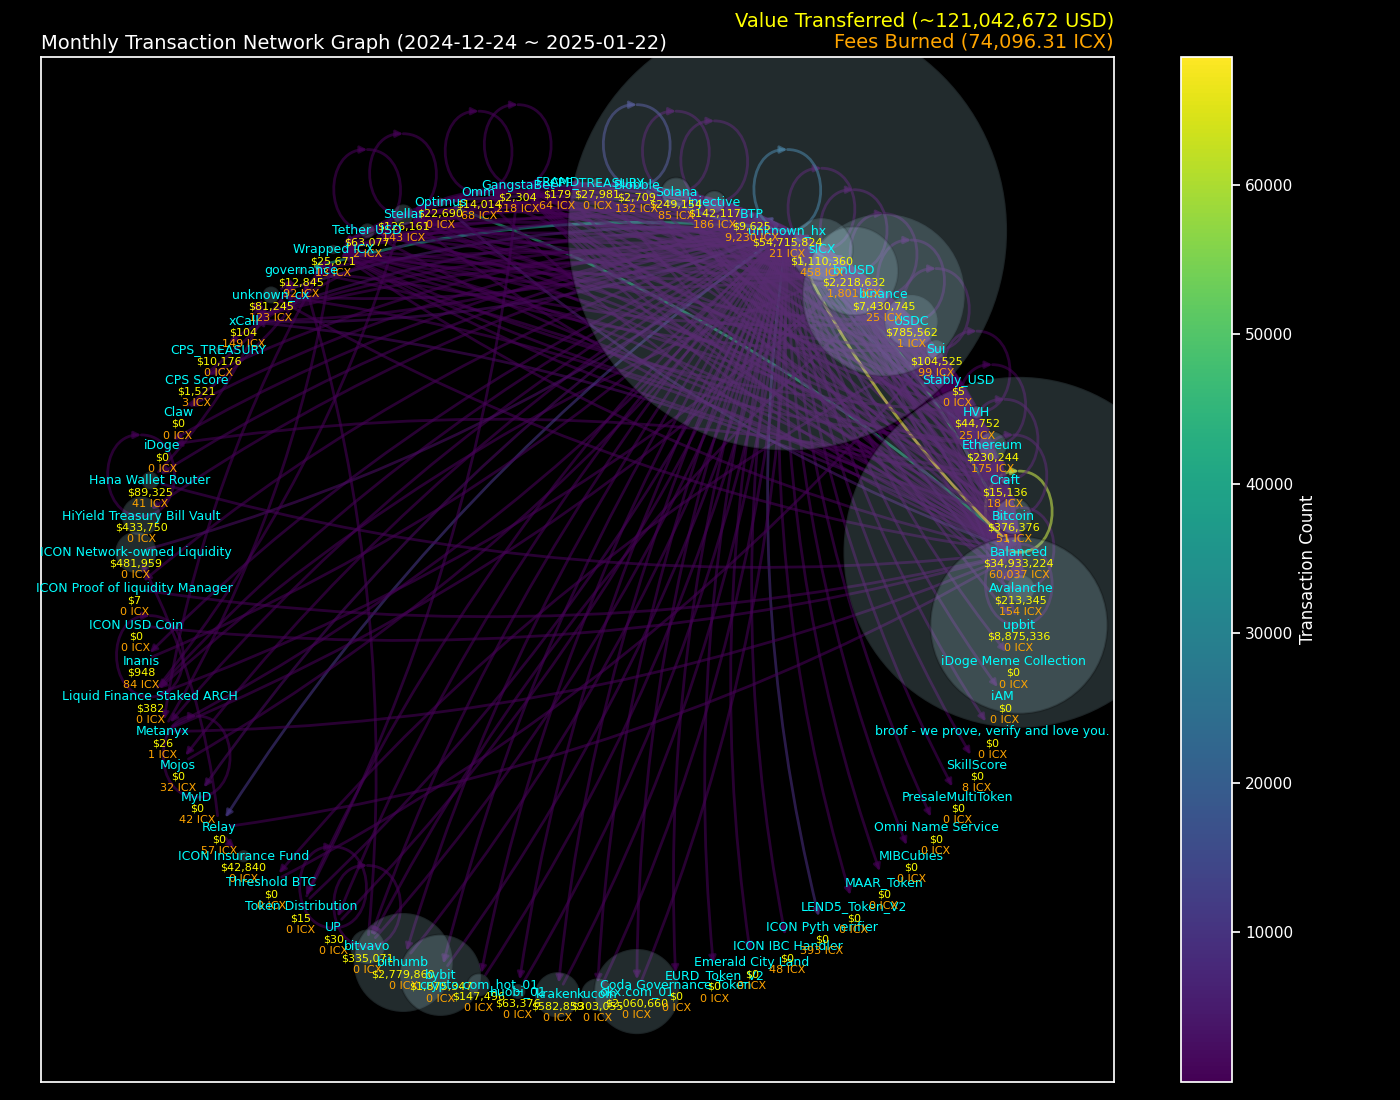 Value Transferred (~121,042,672 USD)
Monthly Transaction Network Graph (2024-12-24 ~ 2025-01-22)
Fees Burned (74,096.31 ICX)
GangstaBet
$2,304
218 ICX
FRAMD
$179
64 ICX
$27,981
0 ICX
Blobble
$2,709
132 ICX
Solana
$249,154
85 ICX
Injective
$142,117
186 ICX
BTP
$9,625
9,230 ICX
unknown_hx
$54,715,824
21 ICX
sICX
$1,110,360
458 ICX
bnUSD
$2,218,632
1,801 ICX
binance
$7,430,745
25 ICX
USDC
$785,562
1 ICX
Sui
$104,525
99 ICX
Stably_USD
$5
0 ICX
HVH
$44,752
25 ICX
Ethereum
$230,244
175 ICX
Craft
$15,136
18 ICX
Bitcoin
$376,376
51 ICX
Balanced
$34,933,224
60,037 ICX
Avalanche
$213,345
154 ICX
upbit
$8,875,336
0 ICX
iDoge Meme Collection
$0
0 ICX
iAM
$0
0 ICX
broof - we prove, verify and love you.
$0
0 ICX
SkillScore
$0
8 ICX
PresaleMultiToken
$0
0 ICX
Omni Name Service
$0
0 ICX
MIBCubies
$0
0 ICX
MAAR_Token
$0
0 ICX
LEND5_Token_V2
$0
0 ICX
ICON Pyth verifier
$0
393 ICX
ICON IBC Handler
$0
48 ICX
Emerald City Land
$0
0 ICX
EURD_Token_V2
$0
0 ICX
Coda Governance Token
$0
0 ICX
okx.com_01
$2,060,660
0 ICX
kucoin
$303,055
0 ICX
kraken
$582,859
0 ICX
huobi_01
$63,376
0 ICX
hot_01
0 ICX
bybit
0 ICX
bithumb
$2,779,860
0 ICX
bitvavo
$335,071
0 ICX
UP
$30
0 ICX
Token Distribution
$15
0 ICX
Threshold BTC
$0
0 ICX
ICON Insurance Fund
$42,840
0 ICX
Relay
$0
57 ICX
MyID
$0
42 ICX
Mojos
$0
32 ICX
Metanyx
$26
1 ICX
Liquid Finance Staked ARCH
$382
0 ICX
Inanis
$948
84 ICX
ICON USD Coin
$0
0 ICX
ICON Proof of liquidity Manager
$7
0 ICX
ICON Network-owned Liquidity
$481,959
0 ICX
HiYield Treasury Bill Vault
$433,750
0 ICX
Hana Wallet Router
$89,325
41 ICX
iDoge
$0
0 ICX
Claw
$0
0 ICX
CPS Score
$1,521
3 ICX
CPS_TREASURY
$10,176
0 ICX
xCall
$104
149 ICX
unknown_cx
$81,245
123 ICX
governance
$12,845
92 ICX
Wrapped ICX
$25,671
Tether USD
$63,077
2 ICX
Stellar
$126,161
143 ICX
Optimus
$22,690
0 ICX
Omm
$14,014
68 ICX
60000
50000
40000
30000
20000
10000
Transaction Count